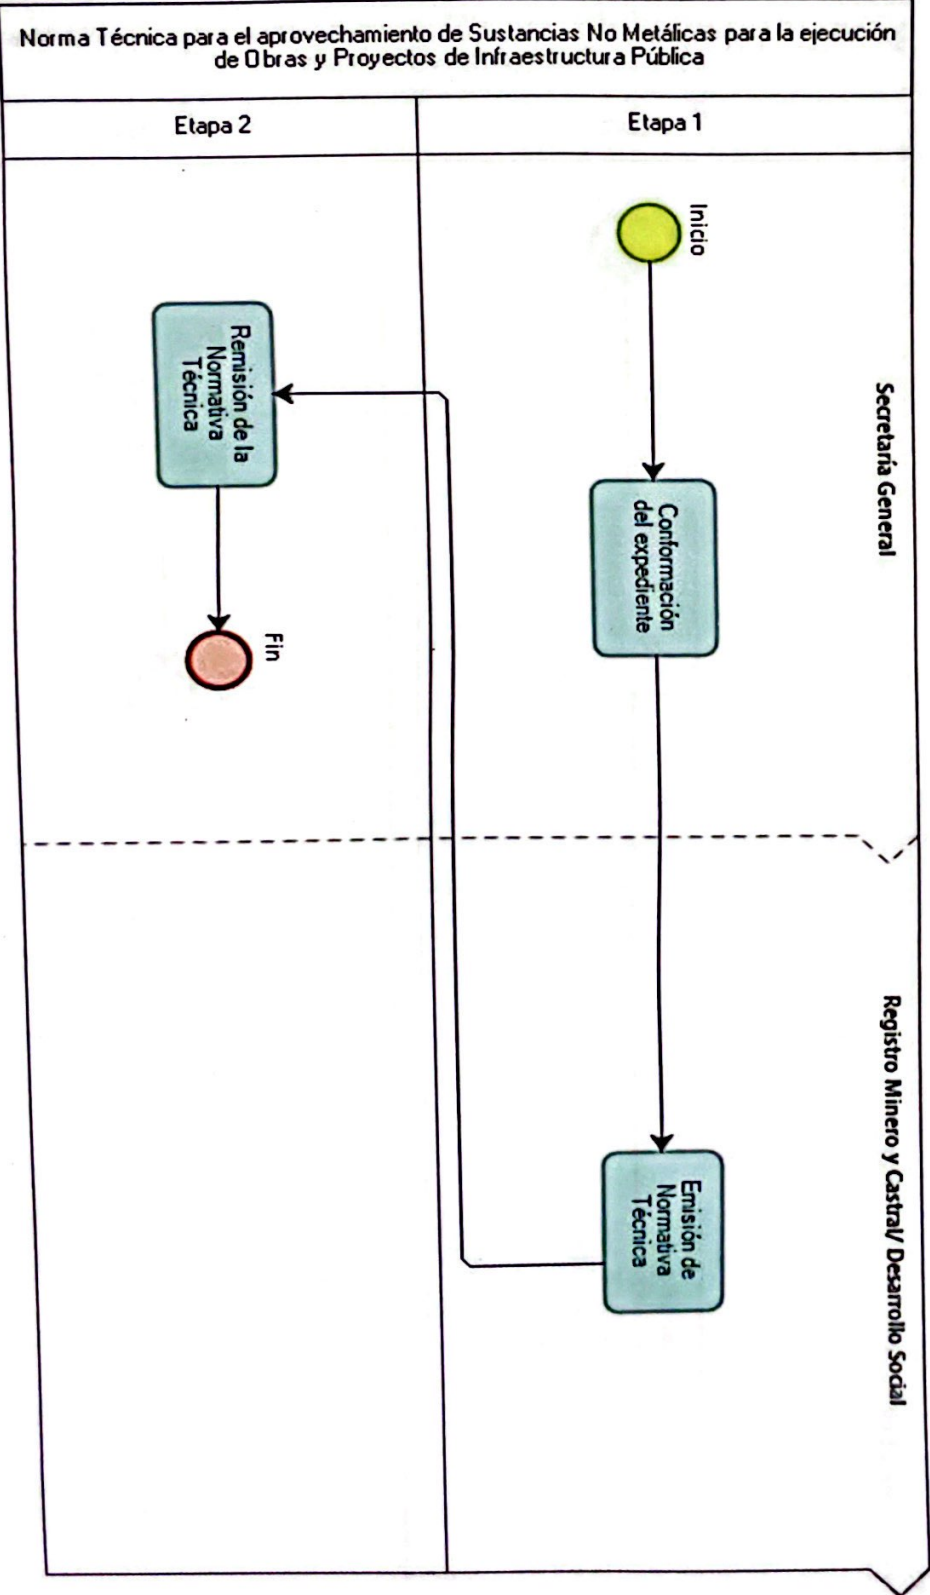 Norma Técnica para el aprovechamiento de Sustancias No Metálicas para la ejecución
de Obras y Proyectos de Infraestructura Pública
Etapa 1
Etapa 2
Secretaría General
Registro Minero y Castral/ Desarrollo Social
Inicio
Conformación
del expediente
Emisión de
Normativa
Técnica
Remisión de la
Normativa
Técnica
Fin